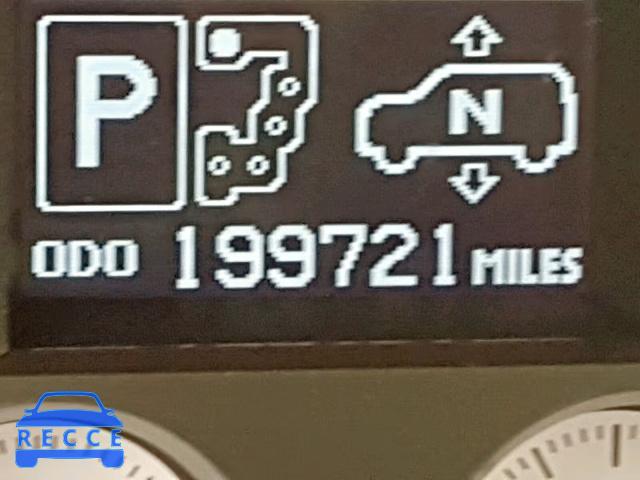 P
N
ODO 199721 MILES
RECCE